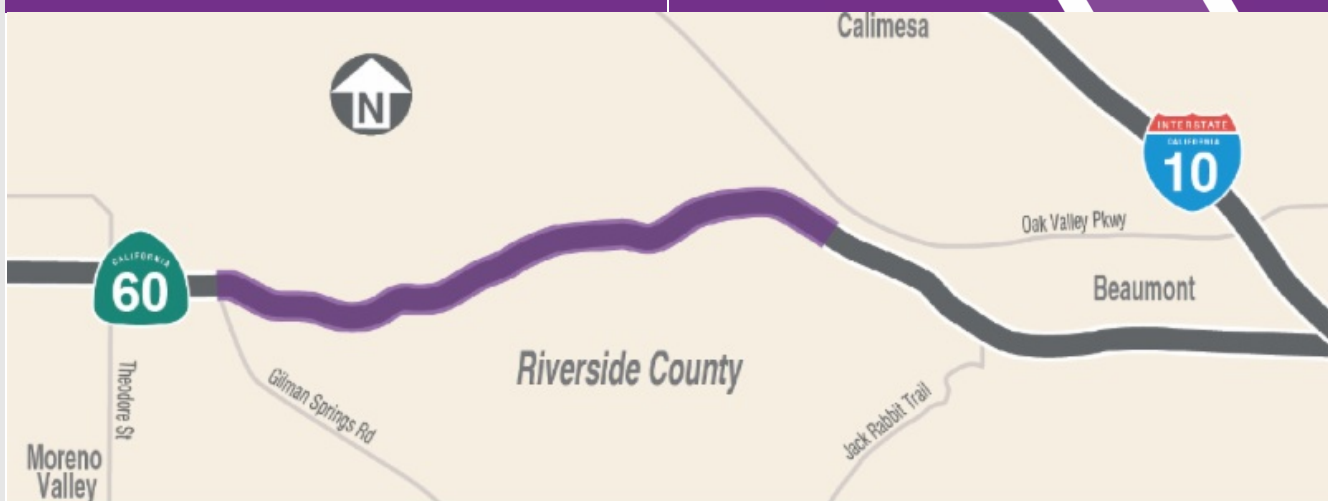 Calimesa
N
INTERSTATE
CALIFORNIA
10
Oak Valley Pkwy
CALIFORNIA
60
Beaumont
Riverside County
Theodore St
Gilman Springs Rd
Jack Rabbit Trail
Moreno
Valley